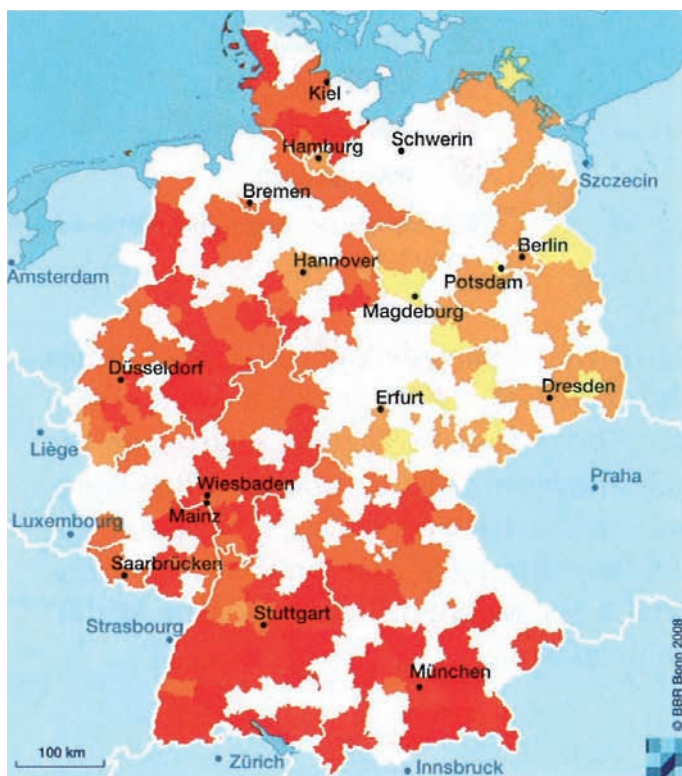 Kiel
Schwerin
Hamburg
Szczecin
Bremen
Berlin
Hannover
Amsterdam
Potsdam
Magdeburg
Düsseldorf
Dresden
Erfurt
Liège
Praha
Wiesbaden
Mainz
Luxembourg
Saarbrücken
Stuttgart
Strasbourg
München
© BBR Bonn 2008
100 km
Zürich
Innsbruck